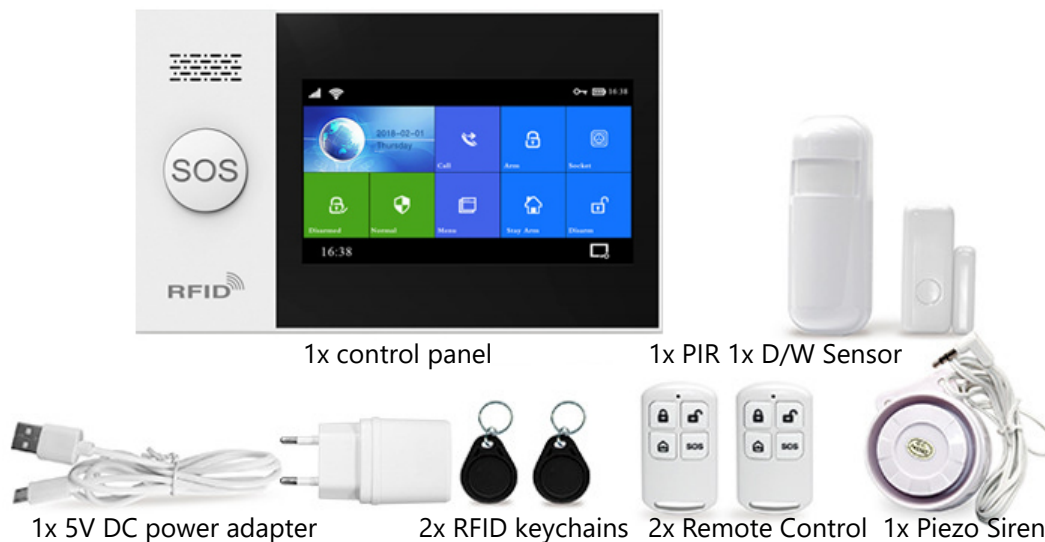 16:38
2018-02-01
Thursday
Call
Arm
Socket
SOS
Disarmed
Normal
Menu
Stay Arm
Disarm
16:38
RFID
1x control panel
1x PIR 1x D/W Sensor
SOS
SOS
1x 5V DC power adapter
2x RFID keychains
2x Remote Control
1x Piezo Siren